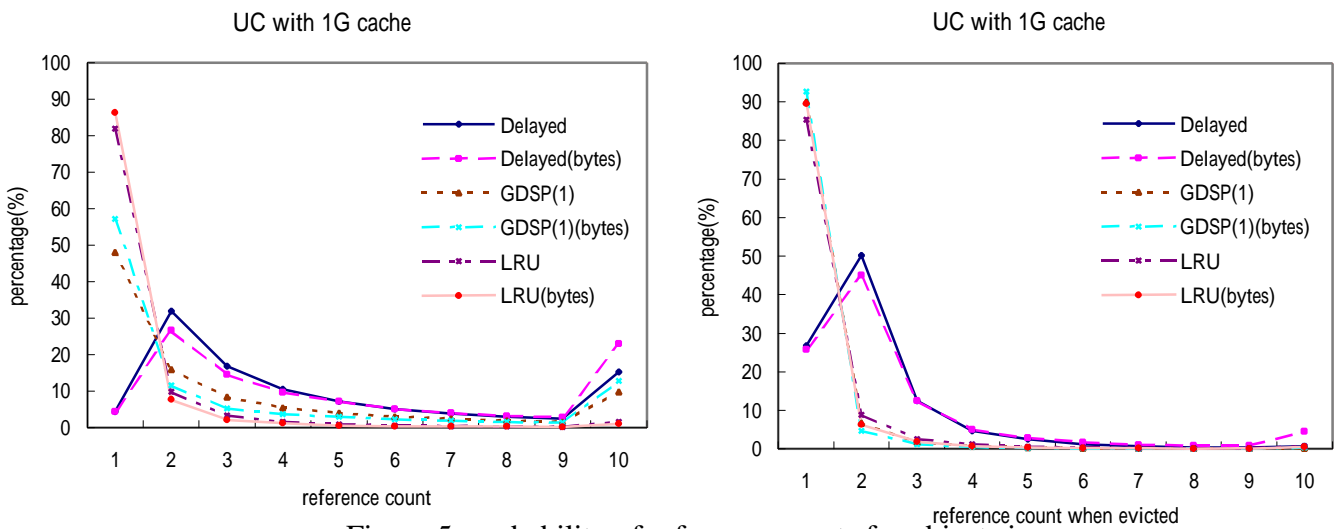 UC with 1G cache
100
90
80
70
60
50
40
30
20
10
0
percentage(%)
Delayed
Delayed(bytes)
GDSP(1)
GDSP(1)(bytes)
LRU
LRU(bytes)
1 2 3 4 5 6 7 8 9 10
reference count
UC with 1G cache
100
90
80
70
60
50
40
30
20
10
0
percentage(%)
Delayed
Delayed(bytes)
GDSP(1)
GDSP(1)(bytes)
LRU
LRU(bytes)
1 2 3 4 5 6 7 8 9 10
reference count when evicted